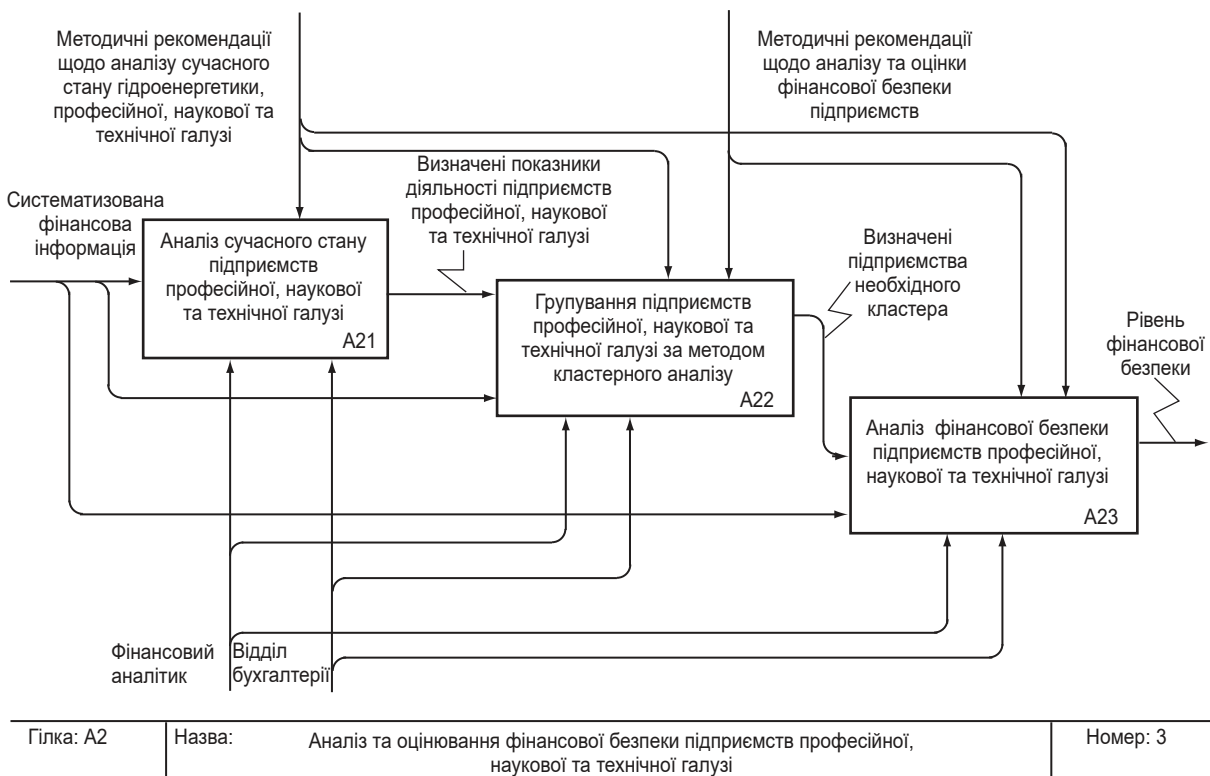 Методичні рекомендації
щодо аналізу сучасного
стану гідроенергетики,
професійної, наукової та
технічної галузі
Методичні рекомендації
щодо аналізу та оцінки
фінансової безпеки
підприємств
Систематизована
фінансова
інформація
Визначені показники
діяльності підприємств
професійної, наукової
та технічної галузі
Аналіз сучасного стану
підприємств
професійної, наукової
та технічної галузі
А21
Визначені
підприємства
необхідного
кластера
Групування підприємств
професійної, наукової та
технічної галузі за методом
кластерного аналізу
А22
Рівень
фінансової
безпеки
Аналіз фінансової безпеки
підприємств професійної,
наукової та технічної галузі
А23
Фінансовий
аналітик
Відділ
бухгалтерії
Гілка: А2
Назва:
Аналіз та оцінювання фінансової безпеки підприємств професійної,
наукової та технічної галузі
Номер: 3